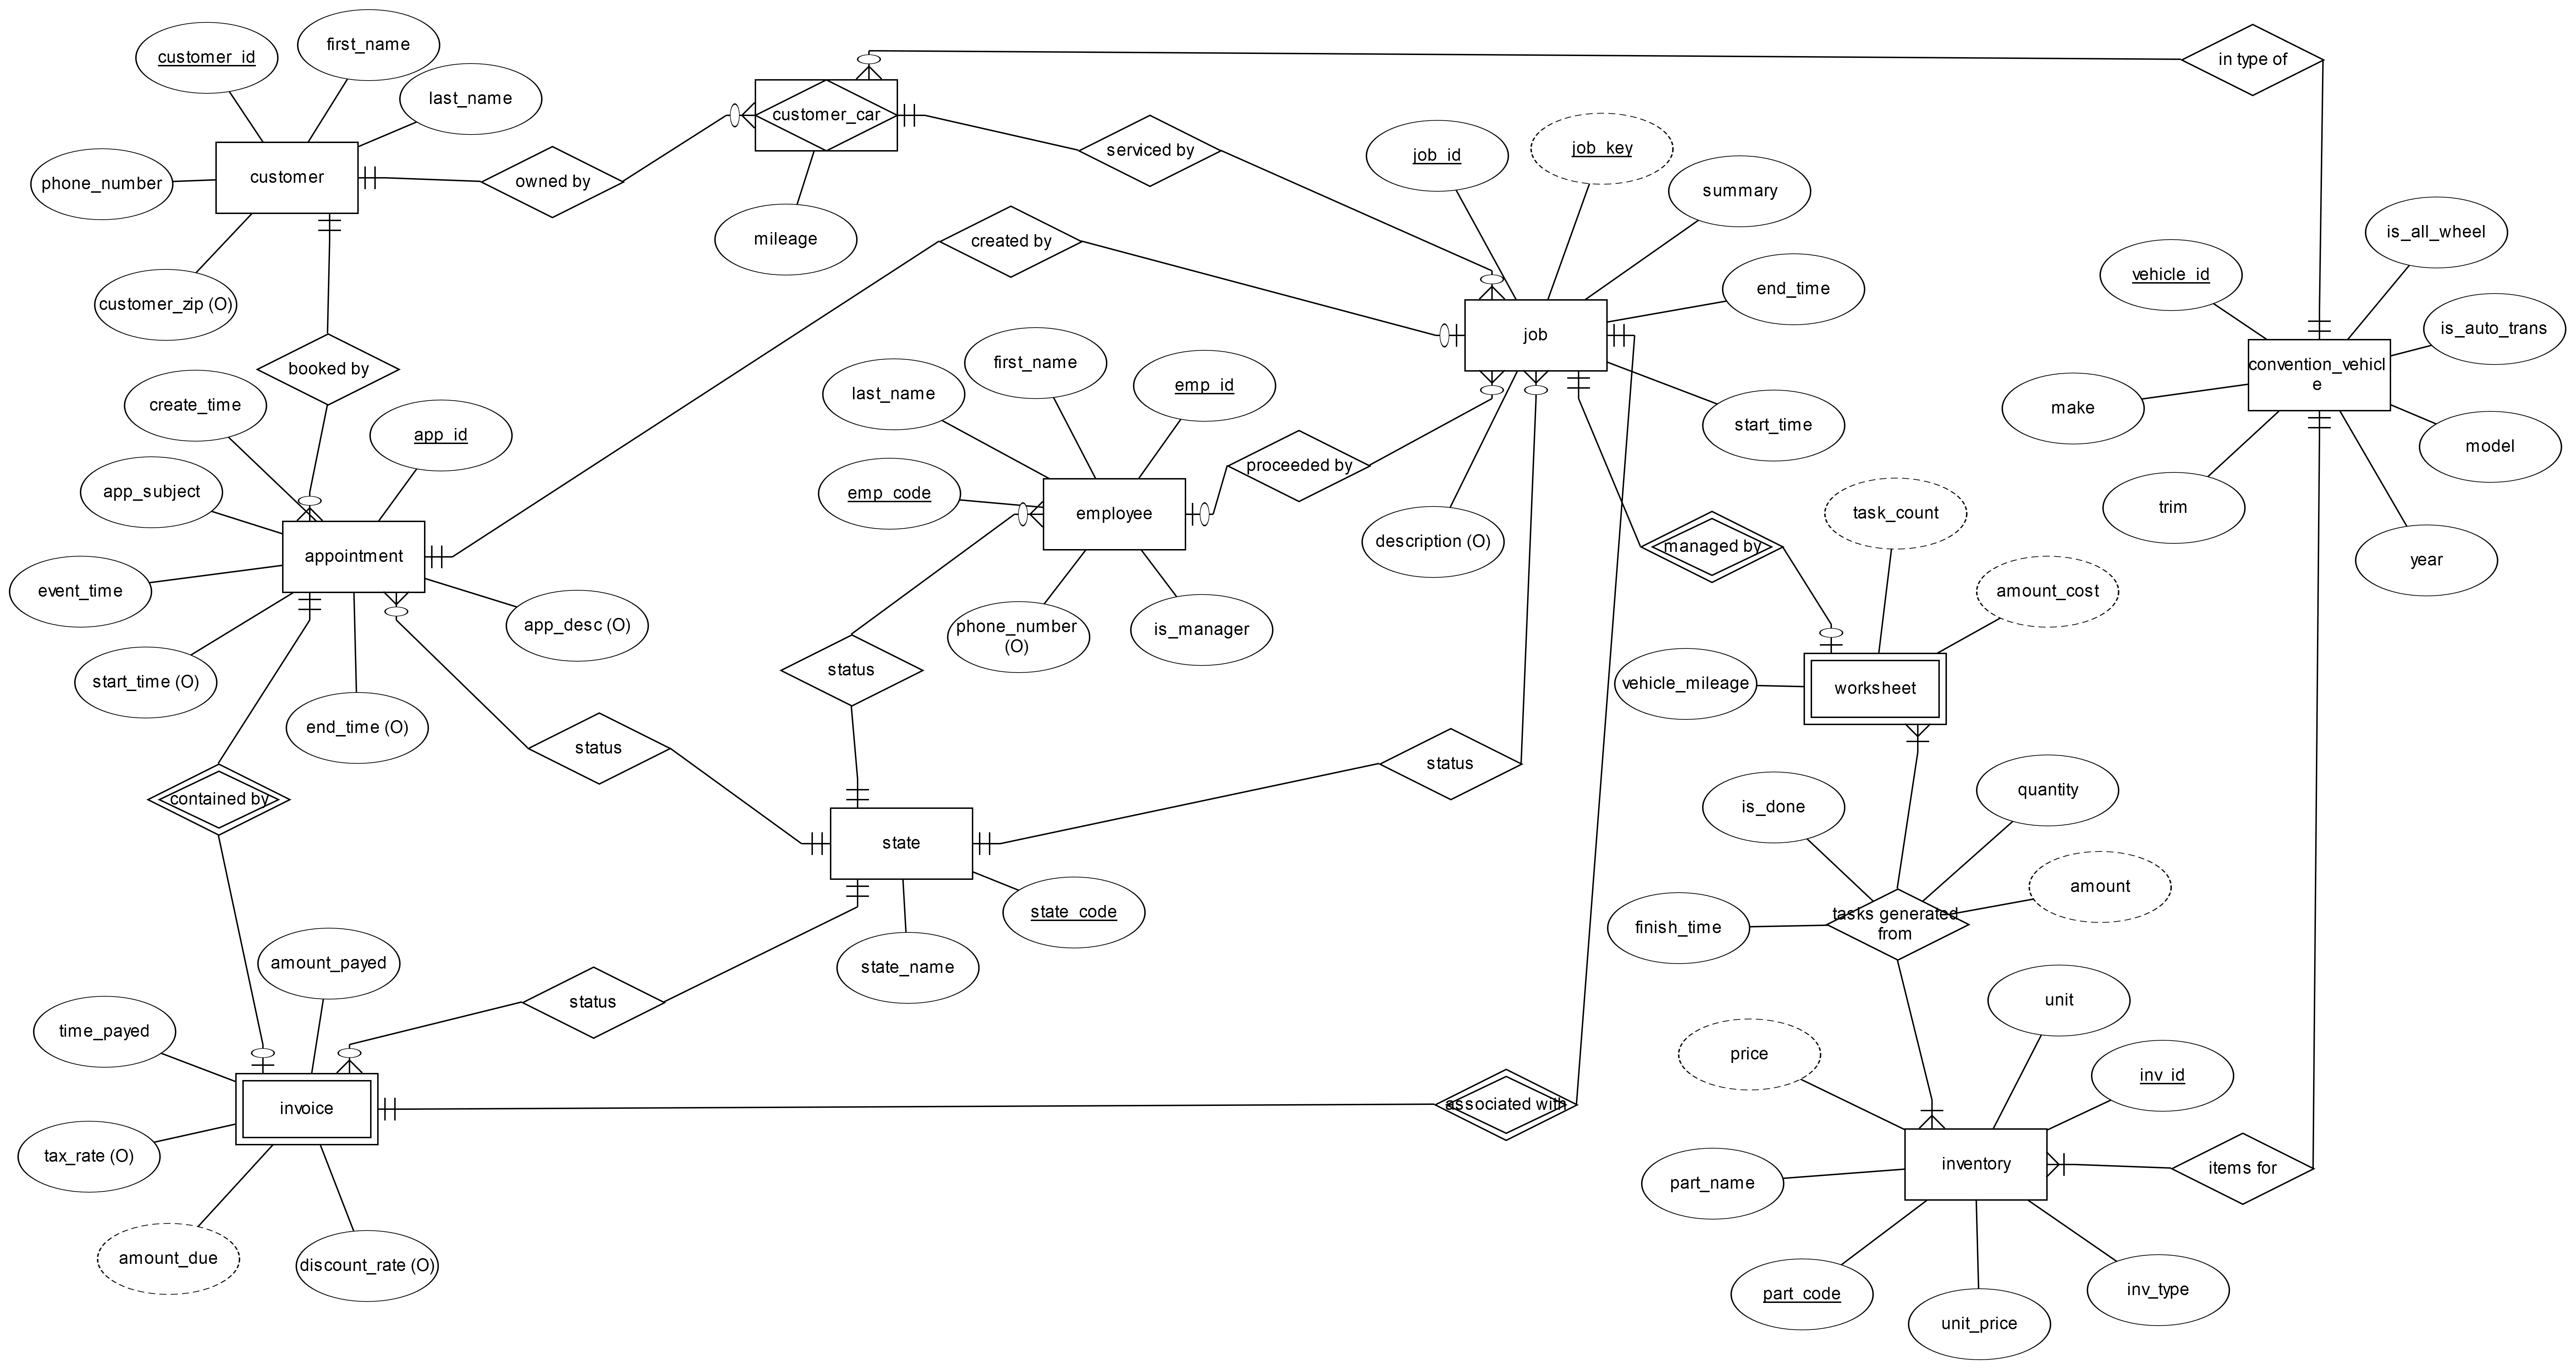 customer_id
first_name
last_name
phone_number
customer
customer_zip (O)
owned by
customer_car
mileage
in type of
serviced by
created by
job_id
job_key
summary
end_time
job
start_time
description (O)
is_all_wheel
vehicle_id
is_auto_trans
convention_vehicl
e
make
model
trim
year
booked by
create_time
app_id
app_subject
appointment
event_time
app_desc (O)
start_time (O)
end_time (O)
first_name
last_name
emp_id
emp_code
employee
proceeded by
phone_number
(O)
is_manager
managed by
task_count
amount_cost
vehicle_mileage
worksheet
status
status
status
contained by
state
state_code
state_name
is_done
quantity
amount
finish_time
tasks generated
from
amount_payed
time_payed
status
invoice
tax_rate (O)
amount_due
discount_rate (O)
associated with
unit
price
inv_id
part_name
inventory
items for
part_code
unit_price
inv_type